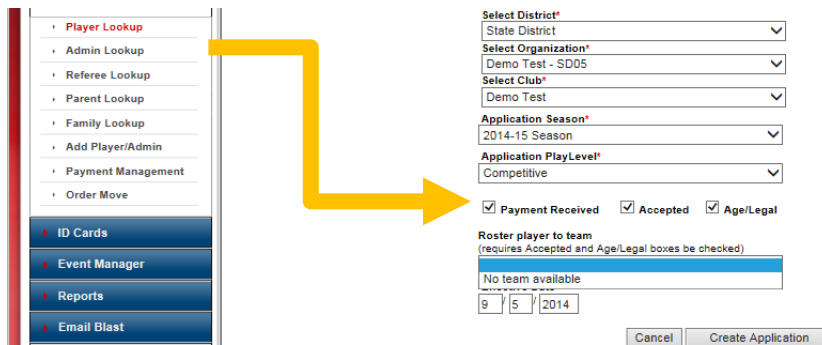 Player Lookup
Admin Lookup
Referee Lookup
Parent Lookup
Family Lookup
Add Player/Admin
Payment Management
Order Move
ID Cards
Event Manager
Reports
Email Blast
Select District*
State District
Select Organization*
Demo Test - SD05
Select Club*
Demo Test
Application Season*
2014-15 Season
Application PlayLevel*
Competitive
Payment Received Accepted Age/Legal
Roster player to team
(requires Accepted and Age/Legal boxes be checked)
No team available
9 / 5 / 2014
Cancel Create Application